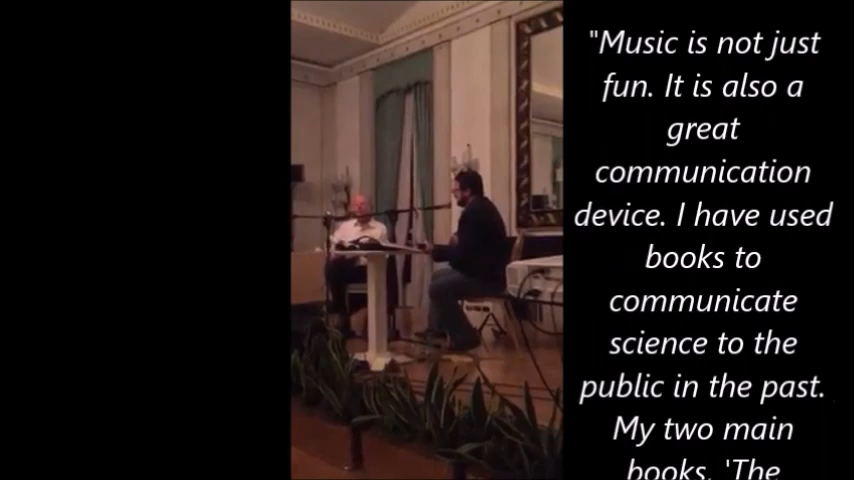 "Music is not just
fun. It is also a
great
communication
device. I have used
books to
communicate
science to the
public in the past.
My two main
books, 'The